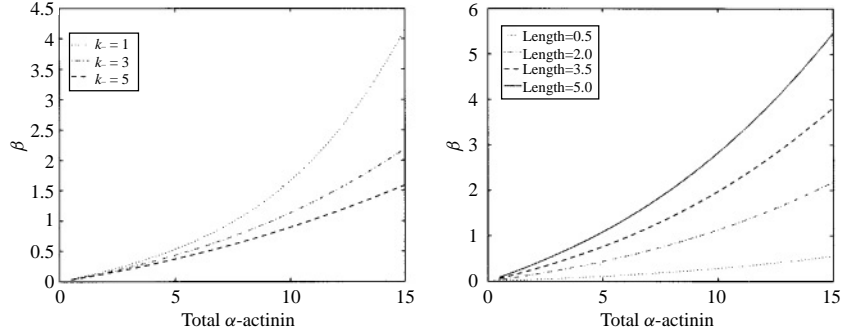 4.5
4
3.5
3
2.5
2
1.5
1
0.5
0
β
k₋ = 1
k₋ = 3
k₋ = 5
0 5 10 15
Total α-actinin
6
5
4
3
2
1
0
β
Length=0.5
Length=2.0
Length=3.5
Length=5.0
0 5 10 15
Total α-actinin